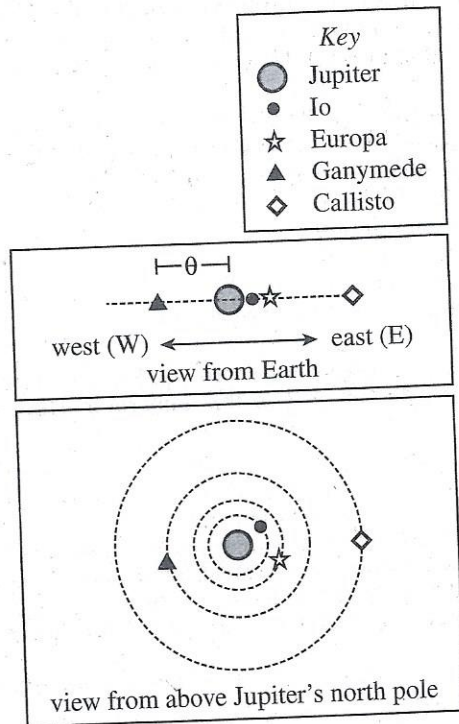 Key
Jupiter
Io
Europa
Ganymede
Callisto
θ
west (W) east (E)
view from Earth
view from above Jupiter's north pole